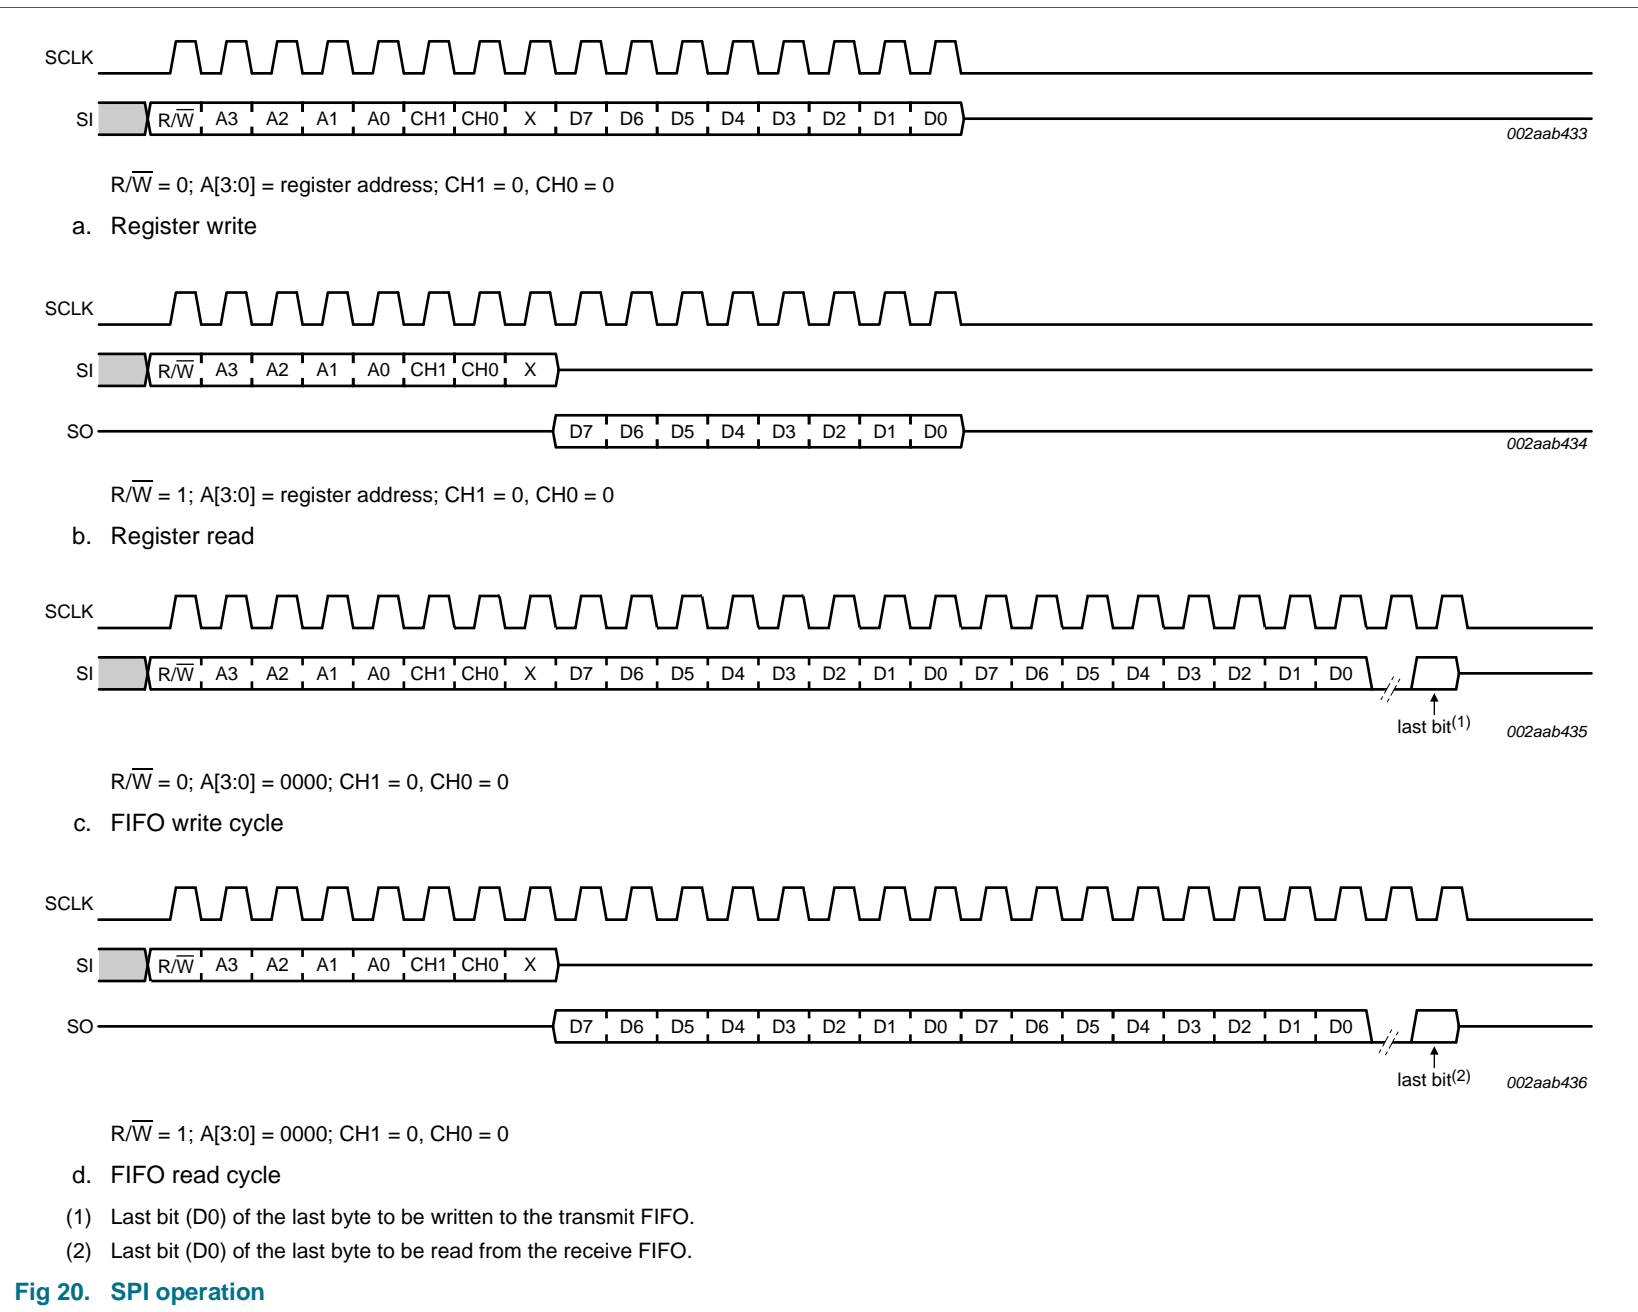 SCLK
SI R/W̅ A3 A2 A1 A0 CH1 CH0 X D7 D6 D5 D4 D3 D2 D1 D0
002aab433
R/W̅ = 0; A[3:0] = register address; CH1 = 0, CH0 = 0
a. Register write
SCLK
SI R/W̅ A3 A2 A1 A0 CH1 CH0 X
SO D7 D6 D5 D4 D3 D2 D1 D0
002aab434
R/W̅ = 1; A[3:0] = register address; CH1 = 0, CH0 = 0
b. Register read
SCLK
SI R/W̅ A3 A2 A1 A0 CH1 CH0 X D7 D6 D5 D4 D3 D2 D1 D0 D7 D6 D5 D4 D3 D2 D1 D0
last bit(1) 002aab435
R/W̅ = 0; A[3:0] = 0000; CH1 = 0, CH0 = 0
c. FIFO write cycle
SCLK
SI R/W̅ A3 A2 A1 A0 CH1 CH0 X
SO D7 D6 D5 D4 D3 D2 D1 D0 D7 D6 D5 D4 D3 D2 D1 D0
last bit(2) 002aab436
R/W̅ = 1; A[3:0] = 0000; CH1 = 0, CH0 = 0
d. FIFO read cycle
(1) Last bit (D0) of the last byte to be written to the transmit FIFO.
(2) Last bit (D0) of the last byte to be read from the receive FIFO.
Fig 20. SPI operation